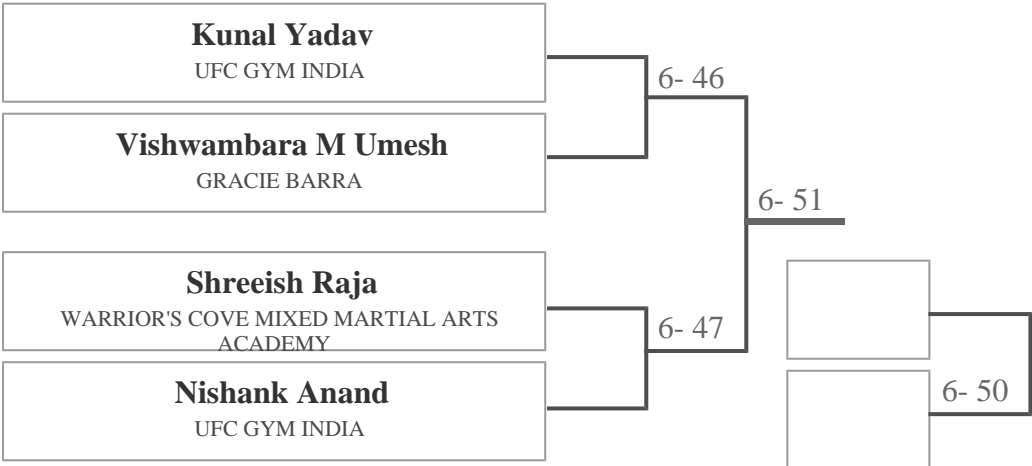 Kunal Yadav
UFC GYM INDIA
6- 46
Vishwambara M Umesh
GRACIE BARRA
6- 51
Shreeish Raja
WARRIOR'S COVE MIXED MARTIAL ARTS
ACADEMY
6- 47
Nishank Anand
UFC GYM INDIA
6- 50